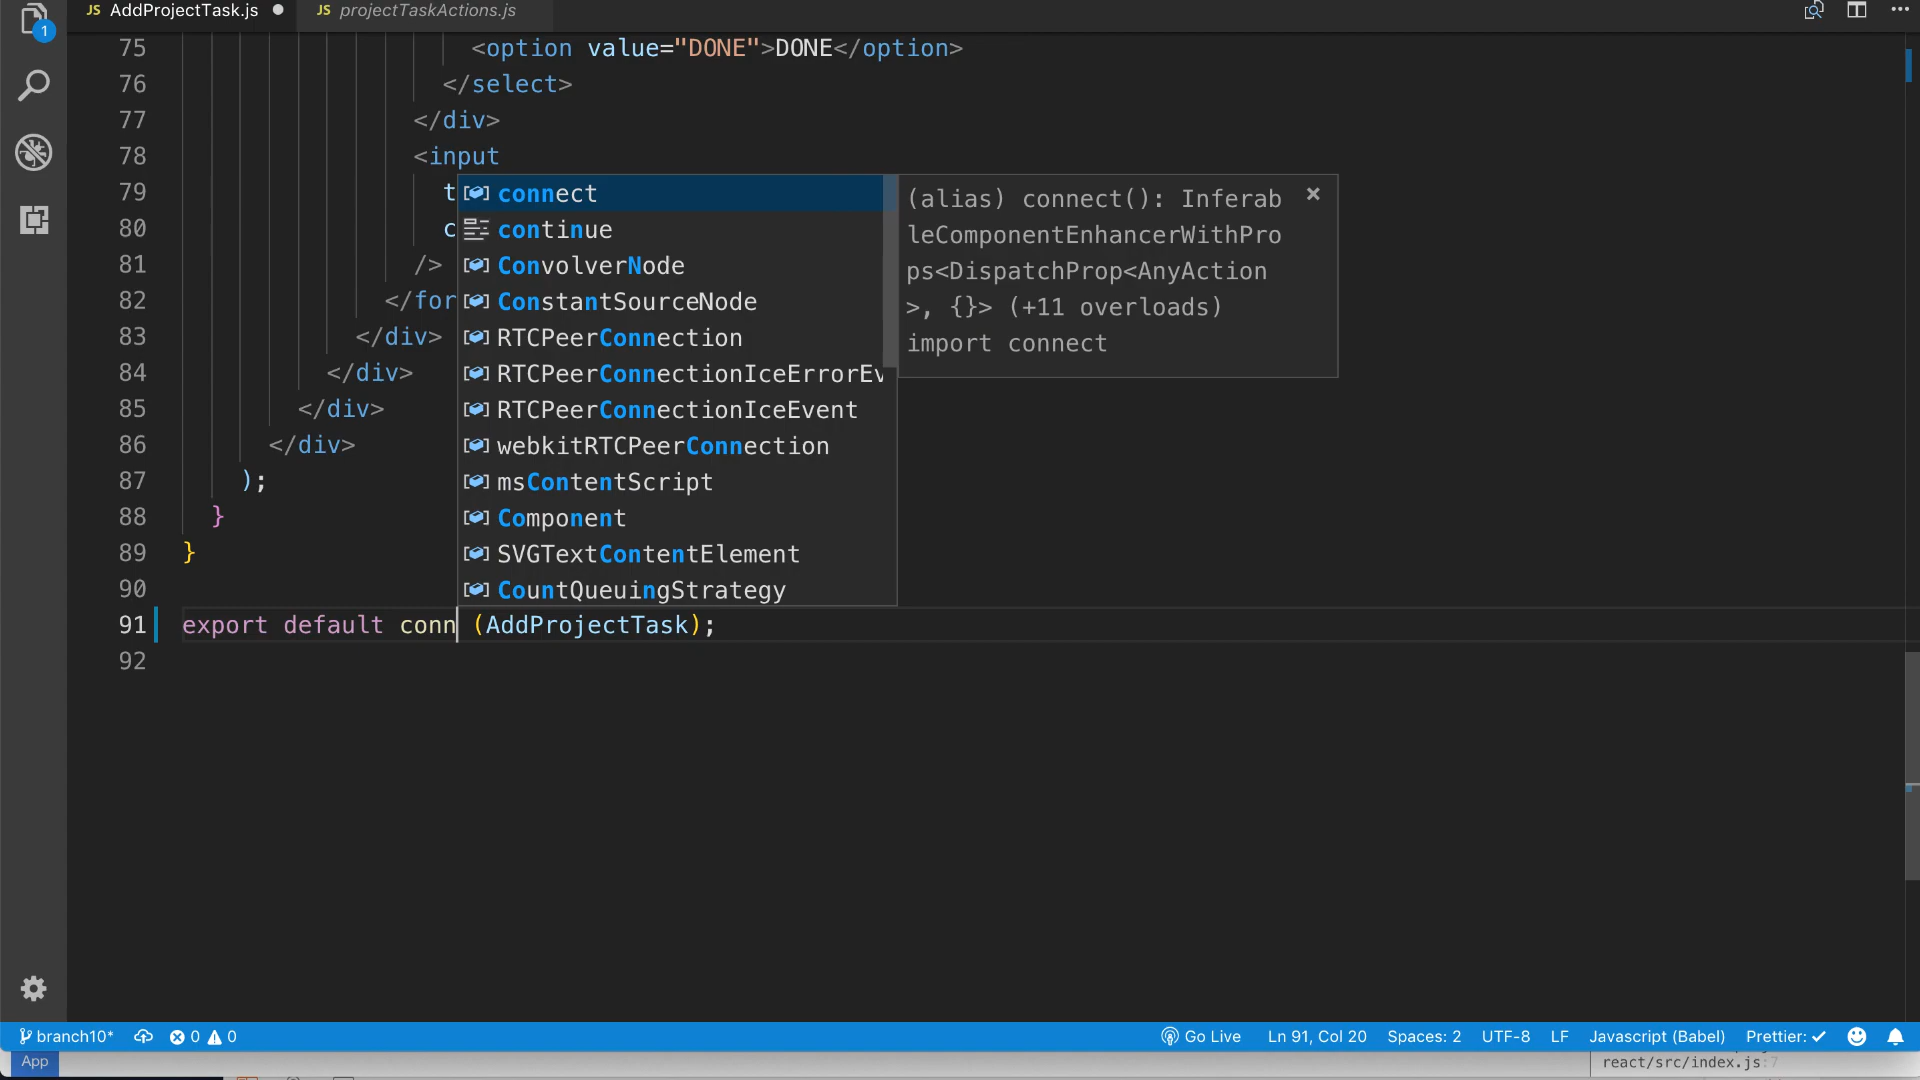 JS AddProjectTask.js ● JS projectTaskActions.js
1
75 <option value="DONE">DONE</option>
76 </select>
77 </div>
78 <input
79 t
80 c
81 />
82 </for
83 </div>
84 </div>
85 </div>
86 </div>
87 );
88 }
89 }
90
91 export default conn (AddProjectTask);
92
connect
continue
ConvolverNode
ConstantSourceNode
RTCPeerConnection
RTCPeerConnectionIceErrorEv
RTCPeerConnectionIceEvent
webkitRTCPeerConnection
msContentScript
Component
SVGTextContentElement
CountQueuingStrategy
(alias) connect(): Inferab
leComponentEnhancerWithPro
ps<DispatchProp<AnyAction
>, {}> (+11 overloads)
import connect
branch10* 0 0 Go Live Ln 91, Col 20 Spaces: 2 UTF-8 LF Javascript (Babel) Prettier: ✓
App
react/src/index.js:7